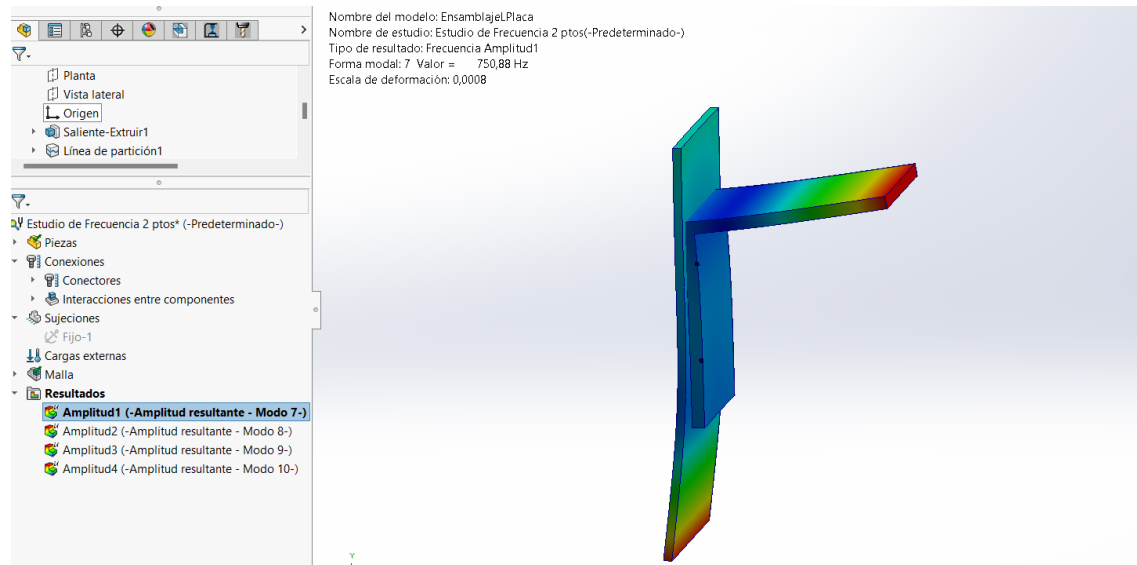 Nombre del modelo: EnsamblajeLPlaca
Nombre de estudio: Estudio de Frecuencia 2 ptos(-Predeterminado-)
Tipo de resultado: Frecuencia Amplitud1
Forma modal: 7 Valor = 750,88 Hz
Escala de deformación: 0,0008
Planta
Vista lateral
Origen
Saliente-Extruir1
Línea de partición1
Estudio de Frecuencia 2 ptos* (-Predeterminado-)
Piezas
Conexiones
Conectores
Interacciones entre componentes
Sujeciones
Fijo-1
Cargas externas
Malla
Resultados
Amplitud1 (-Amplitud resultante - Modo 7-)
Amplitud2 (-Amplitud resultante - Modo 8-)
Amplitud3 (-Amplitud resultante - Modo 9-)
Amplitud4 (-Amplitud resultante - Modo 10-)
Y